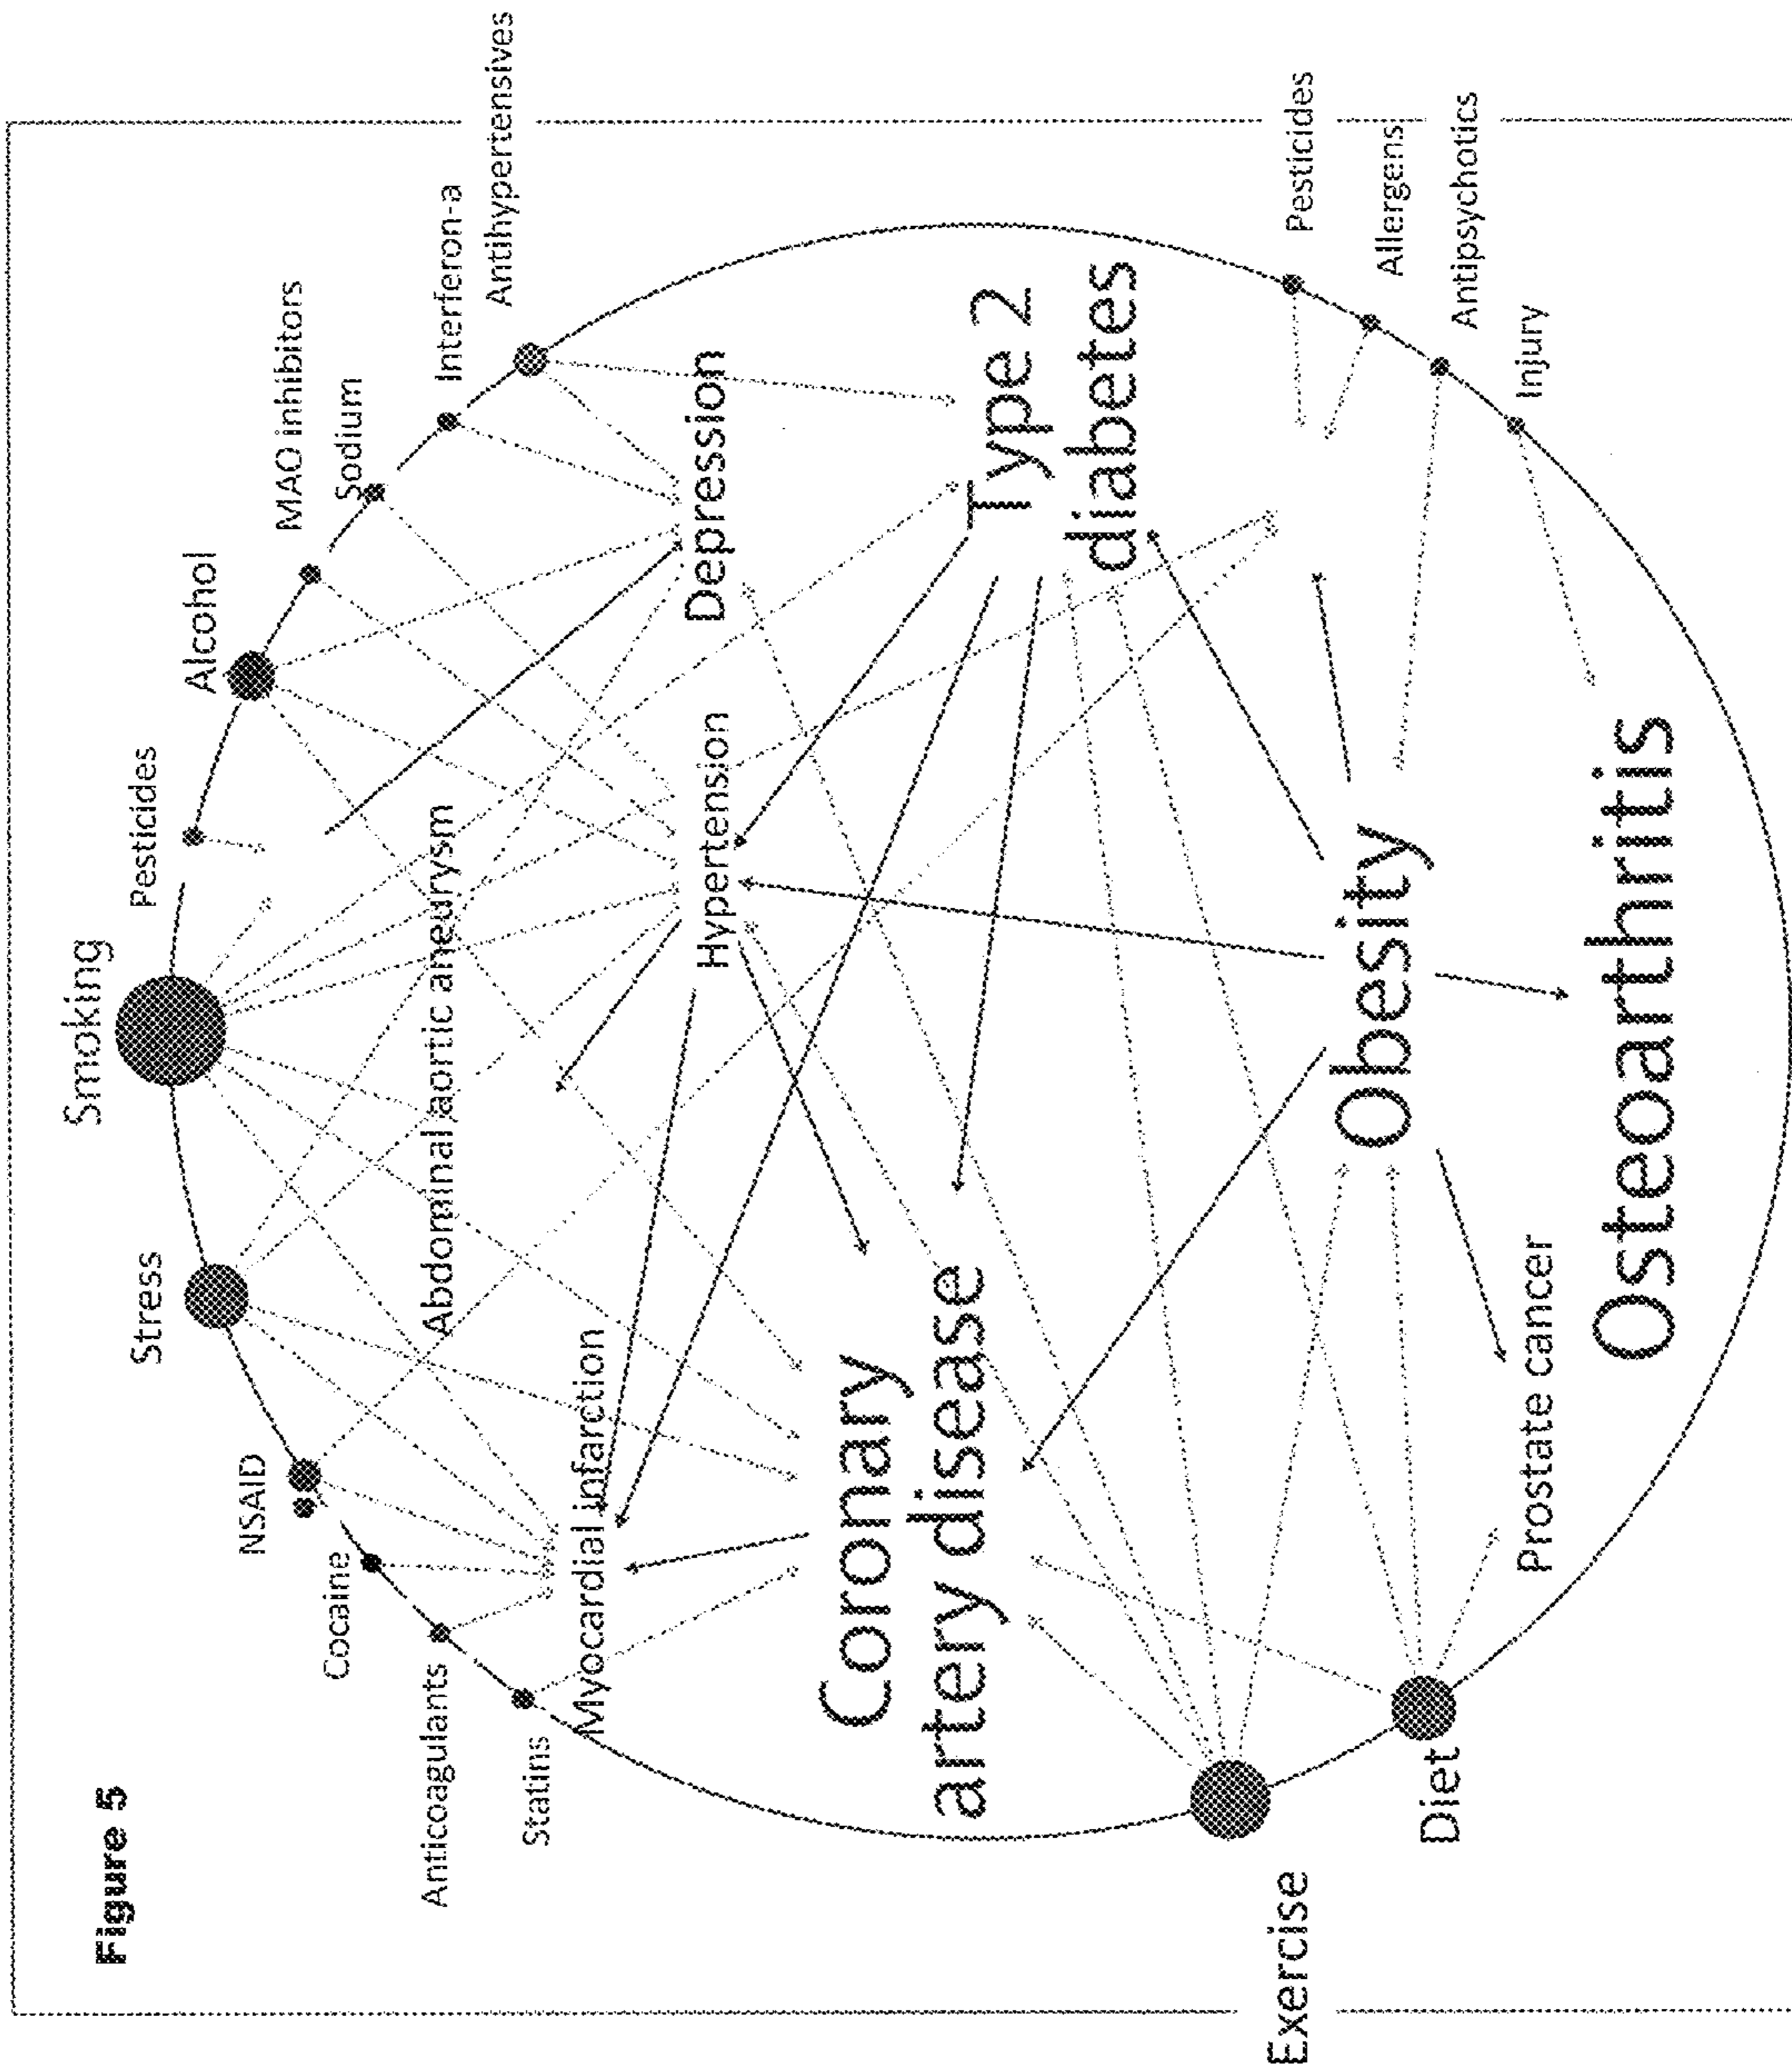 Figure 5
Smoking
Stress
Pesticides
Alcohol
NSAID
MAO inhibitors
Cocaine
Sodium
Anticoagulants
Interferon-a
Statins
Antihypertensives
Abdominal aortic aneurysm
Myocardial infarction
Hypertension
Depression
Coronary
artery disease
Type 2
diabetes
Exercise
Pesticides
Obesity
Allergens
Diet
Antipsychotics
Prostate cancer
Injury
Osteoarthritis